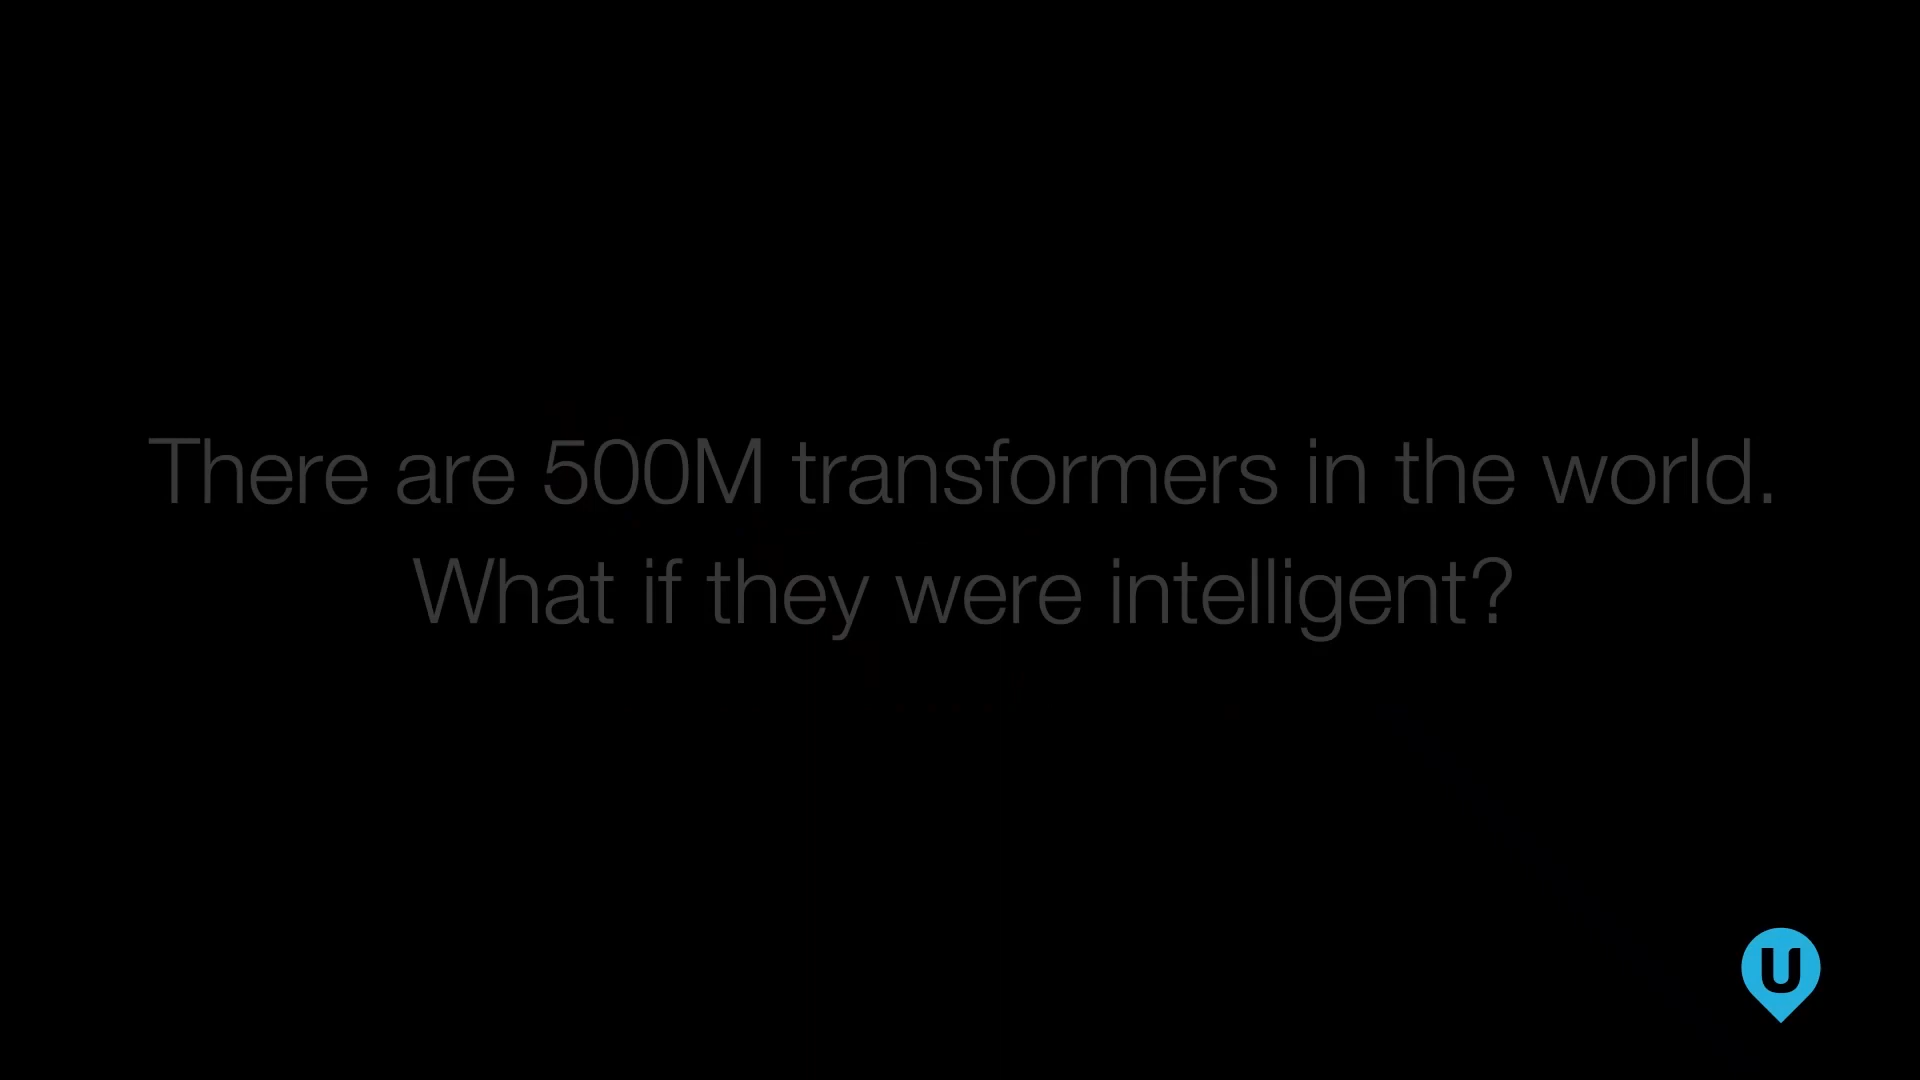 There are 500M transformers in the world.
What if they were intelligent?
U